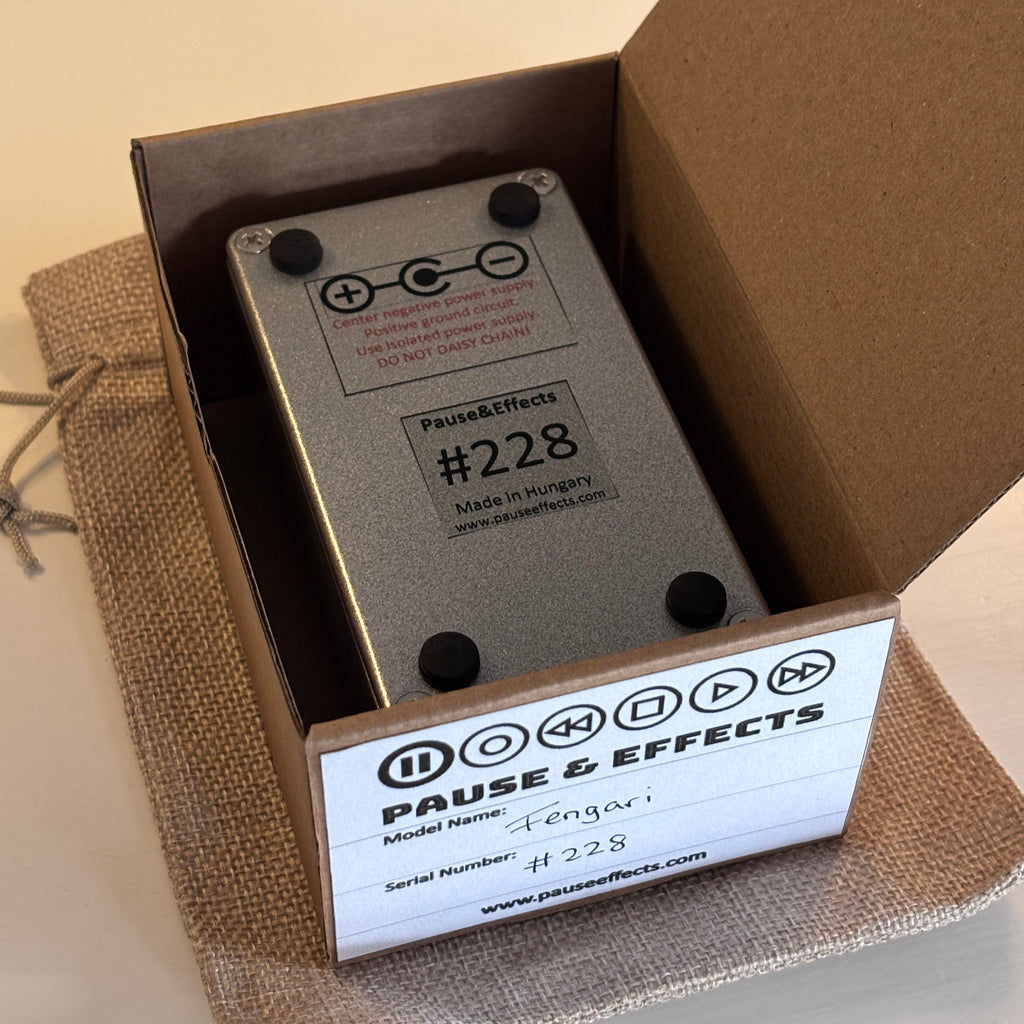 Center negative power supply
Positive ground circuit.
Use isolated power supply.
DO NOT DAISY CHAIN!
Pause&Effects
#228
Made In Hungary
www.pauseeffects.com
PAUSE & EFFECTS
Model Name: Fengari
Serial Number: #228
www.pauseeffects.com